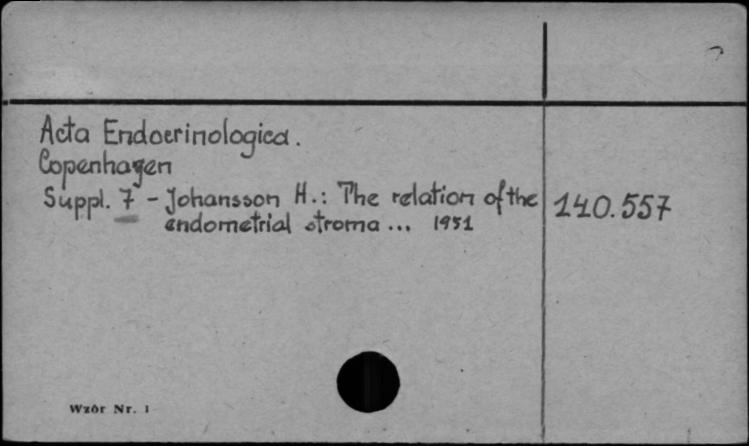 Acta Endocrinologica.
Copenhagen
Suppl. 7 - Johansson H.: The relation of the 140.557
endometrial stroma ... 1951
Wzór Nr. 1